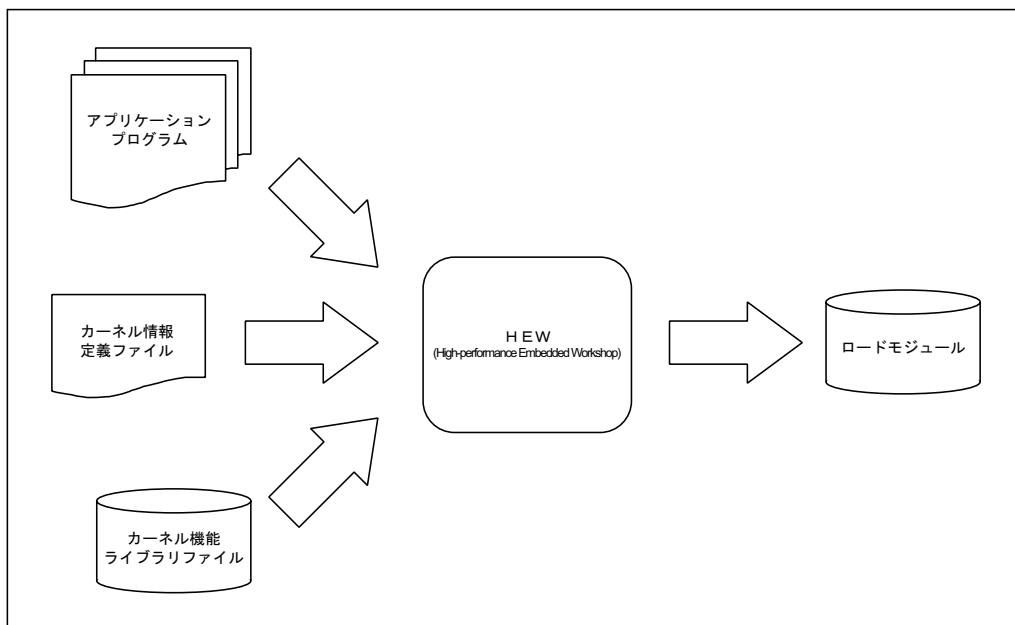 アプリケーション
プログラム
カーネル情報
定義ファイル
ＨＥＷ
(High-performance Embedded Workshop)
ロードモジュール
カーネル機能
ライブラリファイル